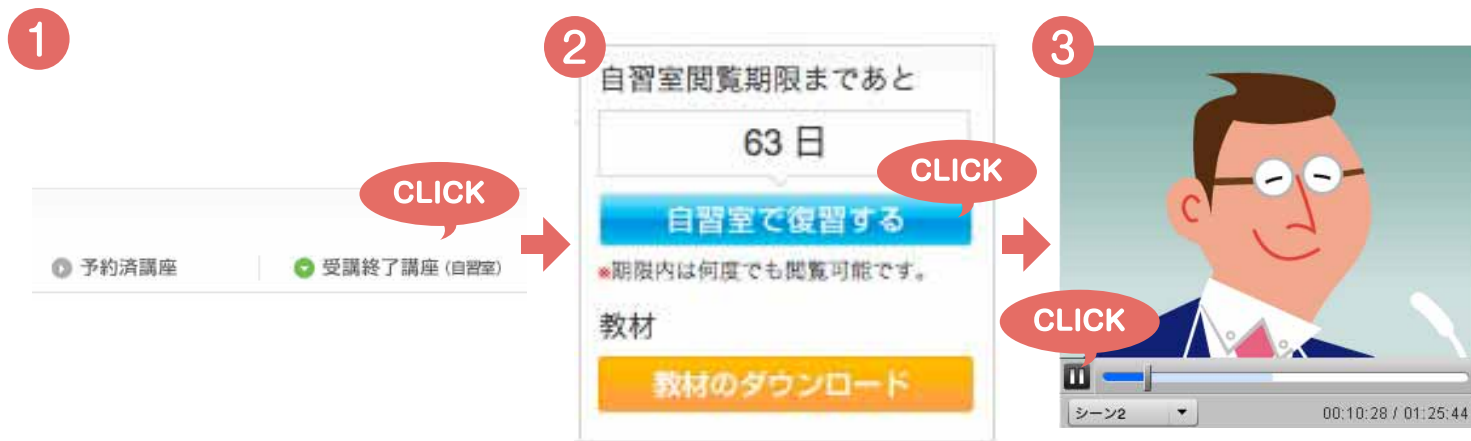 1
CLICK
予約済講座
受講終了講座 (自習室)
2
自習室閲覧期限まであと
63 日
CLICK
自習室で復習する
*期限内は何度でも閲覧可能です。
教材
教材のダウンロード
3
CLICK
シーン2
00:10:28 / 01:25:44